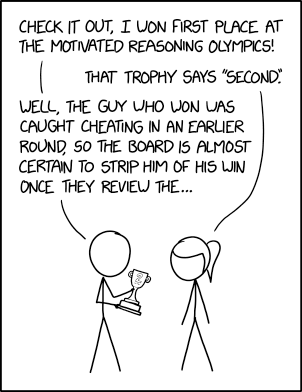 CHECK IT OUT, I WON FIRST PLACE AT
THE MOTIVATED REASONING OLYMPICS!
THAT TROPHY SAYS "SECOND."
WELL, THE GUY WHO WON WAS
CAUGHT CHEATING IN AN EARLIER
ROUND, SO THE BOARD IS ALMOST
CERTAIN TO STRIP HIM OF HIS WIN
ONCE THEY REVIEW THE...